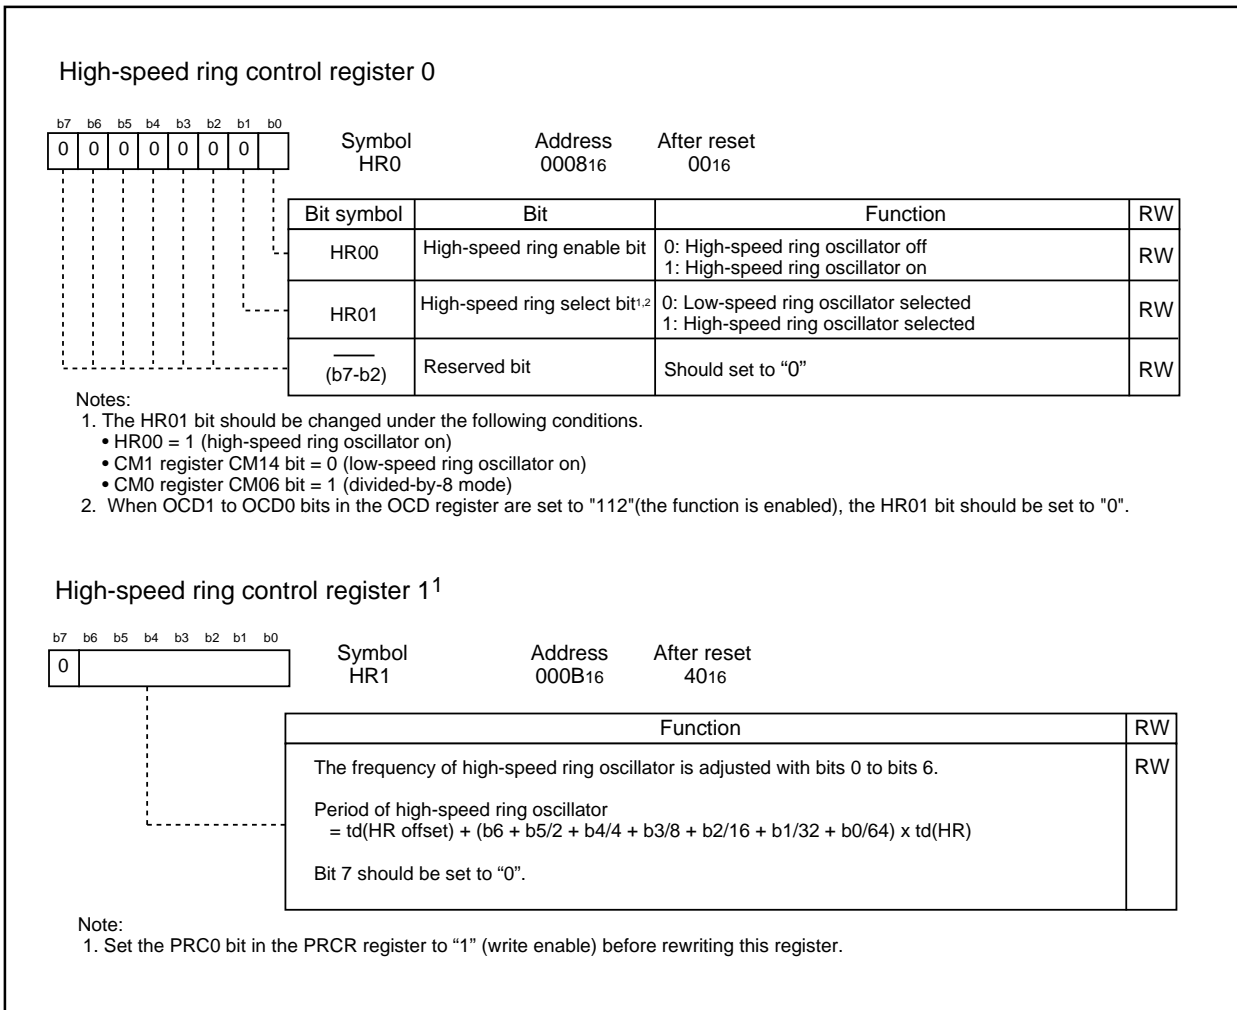 High-speed ring control register 0
b7 b6 b5 b4 b3 b2 b1 b0
0 0 0 0 0 0 0
Symbol Address After reset
HR0 000816 0016
Bit symbol Bit Function RW
HR00 High-speed ring enable bit 0: High-speed ring oscillator off RW
1: High-speed ring oscillator on
HR01 High-speed ring select bit1,2 0: Low-speed ring oscillator selected RW
1: High-speed ring oscillator selected
(b7-b2) Reserved bit Should set to “0” RW
Notes:
1. The HR01 bit should be changed under the following conditions.
• HR00 = 1 (high-speed ring oscillator on)
• CM1 register CM14 bit = 0 (low-speed ring oscillator on)
• CM0 register CM06 bit = 1 (divided-by-8 mode)
2. When OCD1 to OCD0 bits in the OCD register are set to "112"(the function is enabled), the HR01 bit should be set to "0".
High-speed ring control register 11
b7 b6 b5 b4 b3 b2 b1 b0
0
Symbol Address After reset
HR1 000B16 4016
Function RW
The frequency of high-speed ring oscillator is adjusted with bits 0 to bits 6. RW
Period of high-speed ring oscillator
= td(HR offset) + (b6 + b5/2 + b4/4 + b3/8 + b2/16 + b1/32 + b0/64) x td(HR)
Bit 7 should be set to “0”.
Note:
1. Set the PRC0 bit in the PRCR register to “1” (write enable) before rewriting this register.